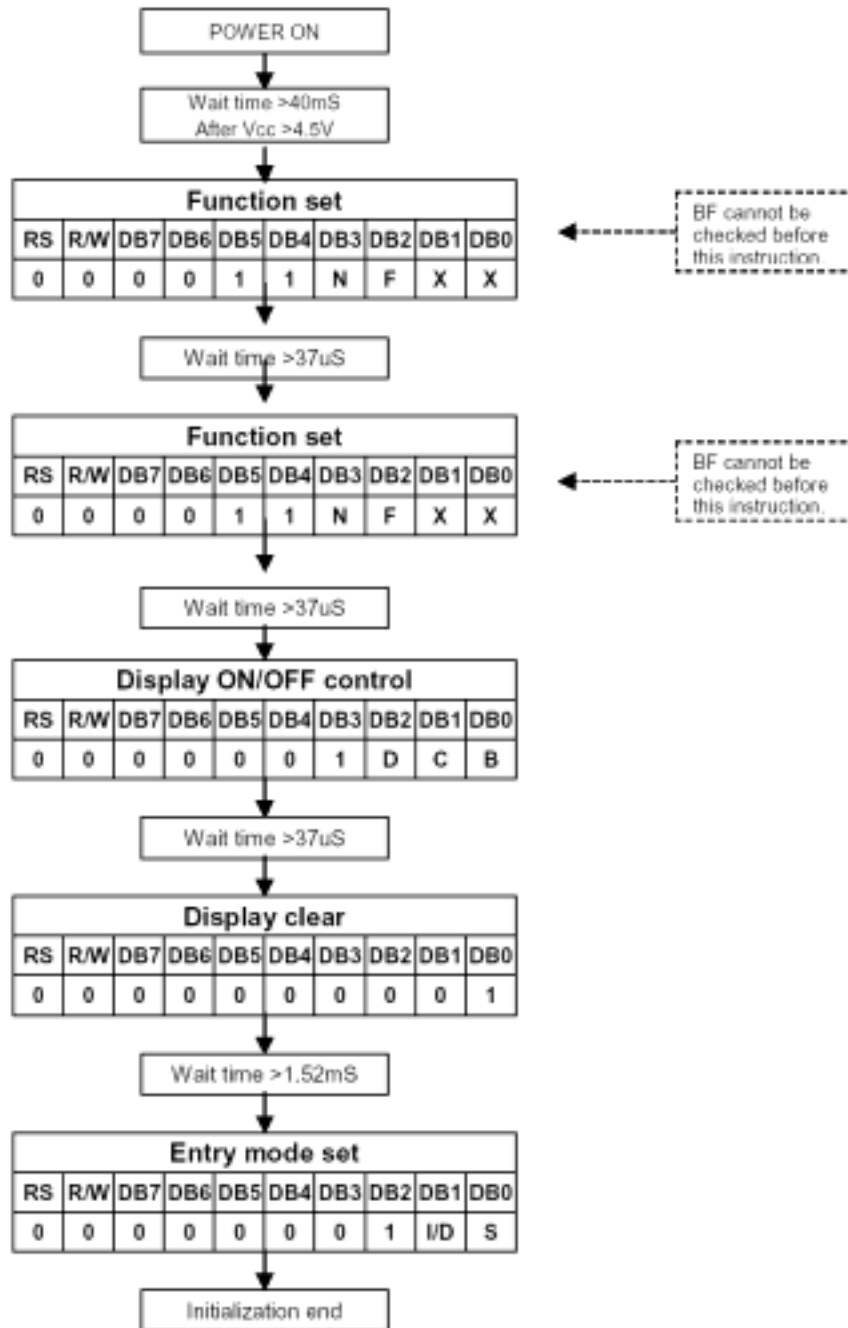 POWER ON
Wait time >40mS
After Vcc >4.5V
Function set
RS R/W DB7 DB6 DB5 DB4 DB3 DB2 DB1 DB0
0 0 0 0 1 1 N F X X
BF cannot be
checked before
this instruction.
Wait time >37uS
Function set
RS R/W DB7 DB6 DB5 DB4 DB3 DB2 DB1 DB0
0 0 0 0 1 1 N F X X
BF cannot be
checked before
this instruction.
Wait time >37uS
Display ON/OFF control
RS R/W DB7 DB6 DB5 DB4 DB3 DB2 DB1 DB0
0 0 0 0 0 0 1 D C B
Wait time >37uS
Display clear
RS R/W DB7 DB6 DB5 DB4 DB3 DB2 DB1 DB0
0 0 0 0 0 0 0 0 0 1
Wait time >1.52mS
Entry mode set
RS R/W DB7 DB6 DB5 DB4 DB3 DB2 DB1 DB0
0 0 0 0 0 0 0 1 I/D S
Initialization end